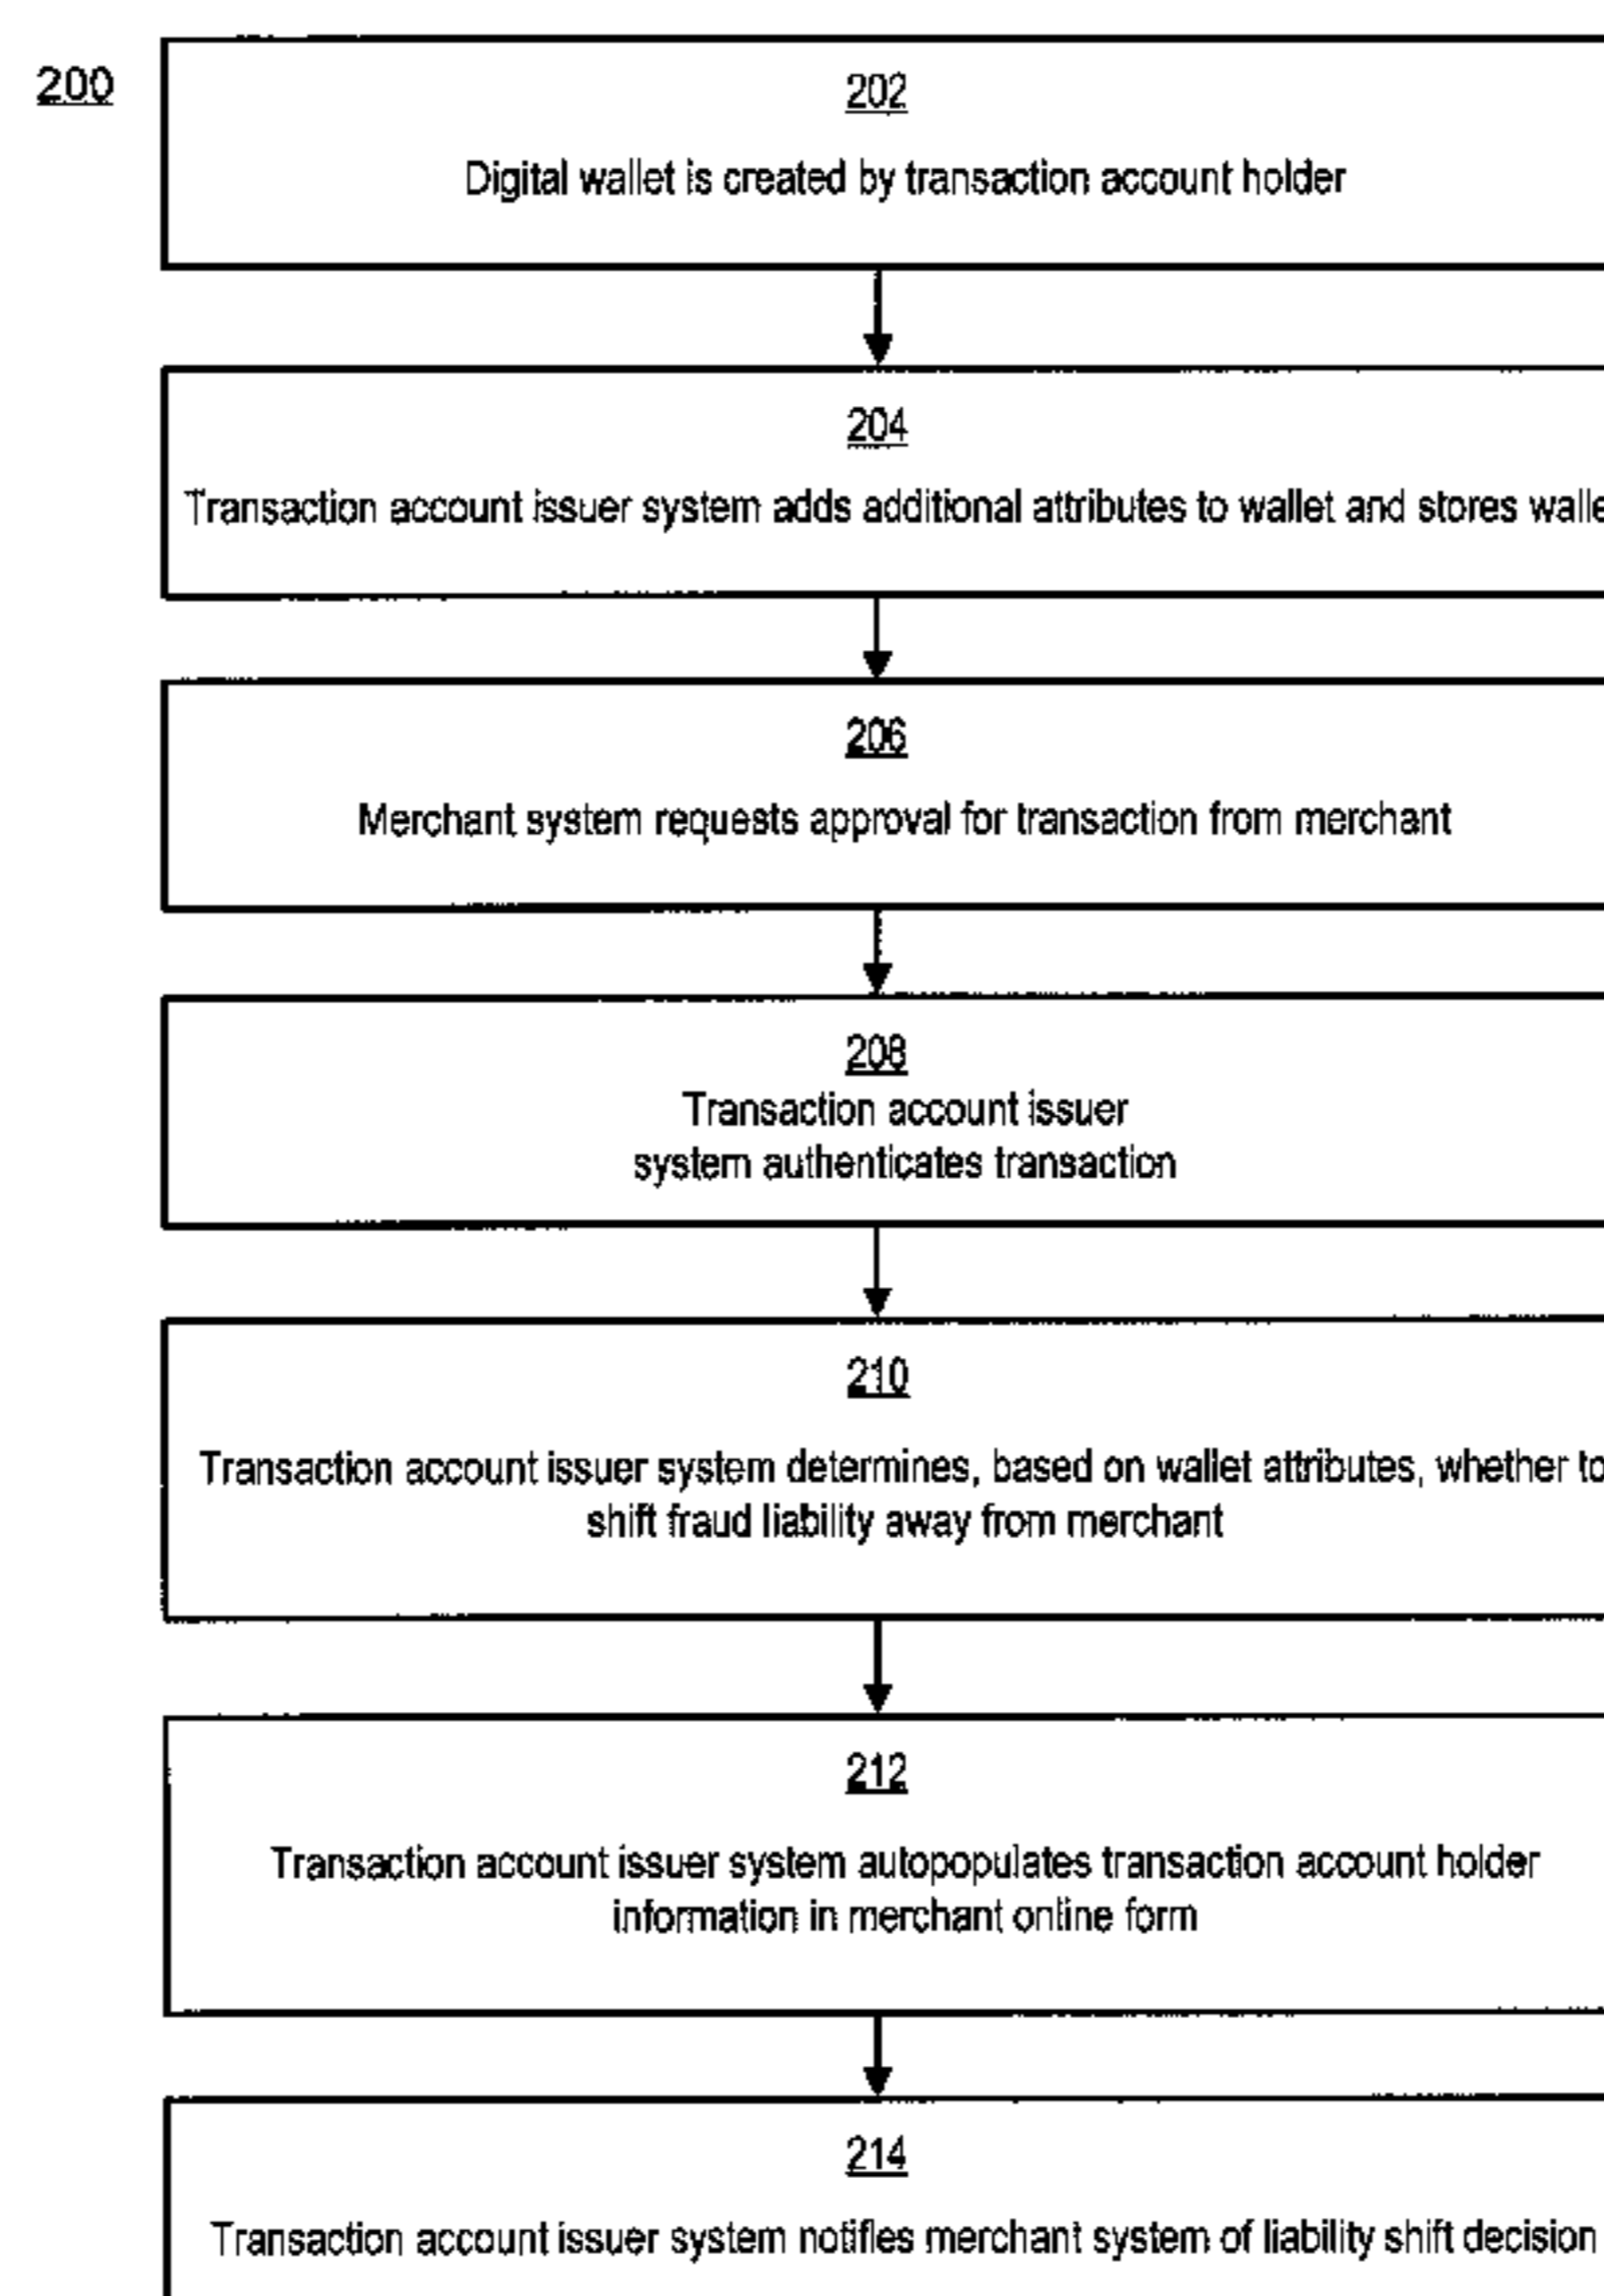 200
202
Digital wallet is created by transaction account holder
204
Transaction account issuer system adds additional attributes to wallet and stores walle
206
Merchant system requests approval for transaction from merchant
208
Transaction account issuer
system authenticates transaction
210
Transaction account issuer system determines, based on wallet attributes, whether to
shift fraud liability away from merchant
212
Transaction account issuer system autopopulates transaction account holder
information in merchant online form
214
Transaction account issuer system notifies merchant system of liability shift decision